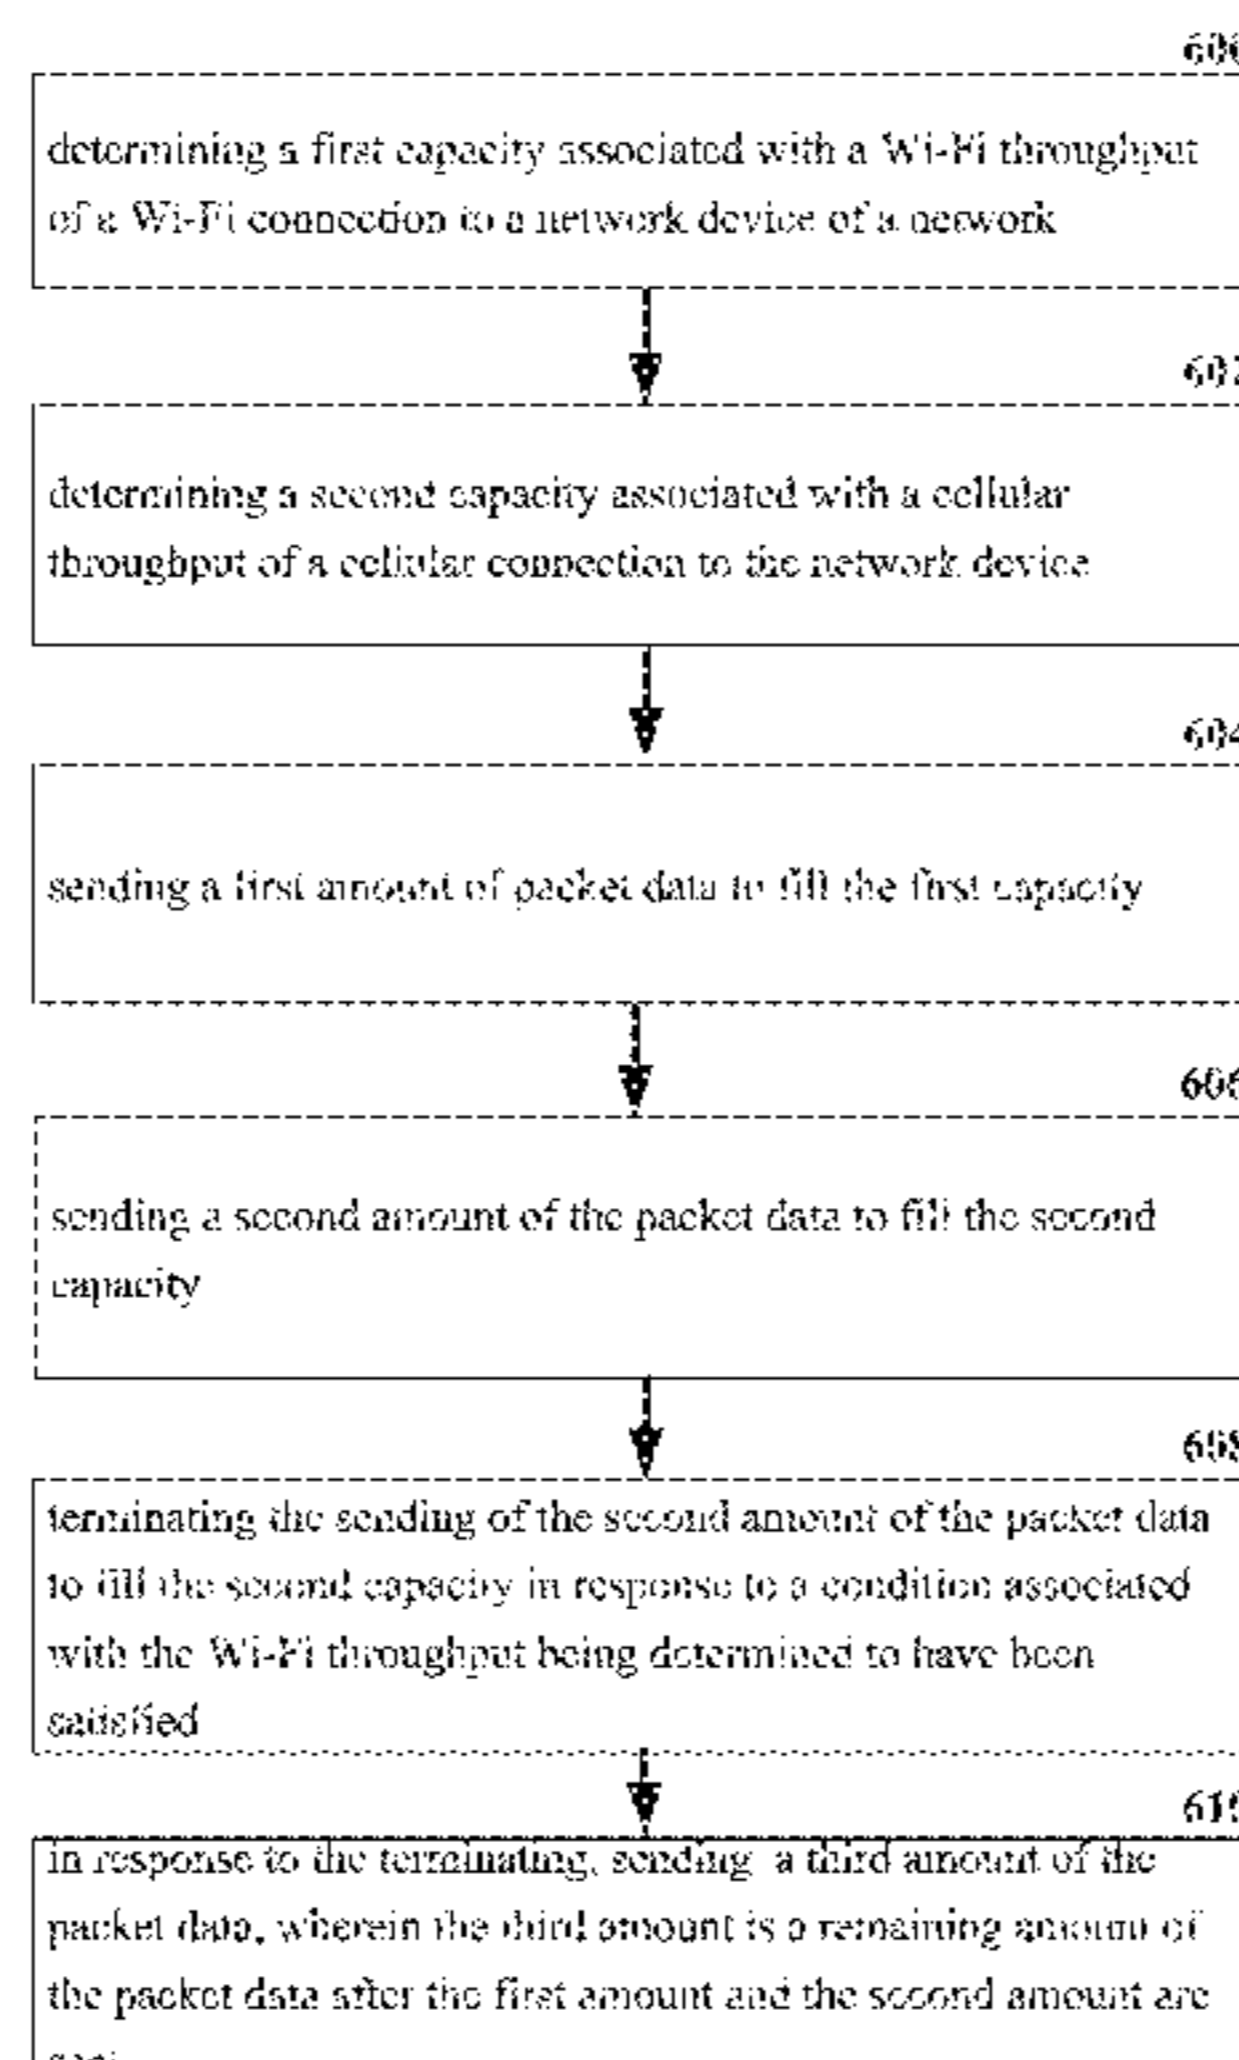 600
determining a first capacity associated with a Wi-Fi throughput
of a Wi-Fi connection to a network device of a network
602
determining a second capacity associated with a cellular
throughput of a cellular connection to the network device
604
sending a first amount of packet data to fill the first capacity
606
sending a second amount of the packet data to fill the second
capacity
608
terminating the sending of the second amount of the packet data
to fill the second capacity in response to a condition associated
with the Wi-Fi throughput being determined to have been
satisfied
610
in response to the terminating, sending a third amount of the
packet data, wherein the third amount is a remaining amount of
the packet data after the first amount and the second amount are